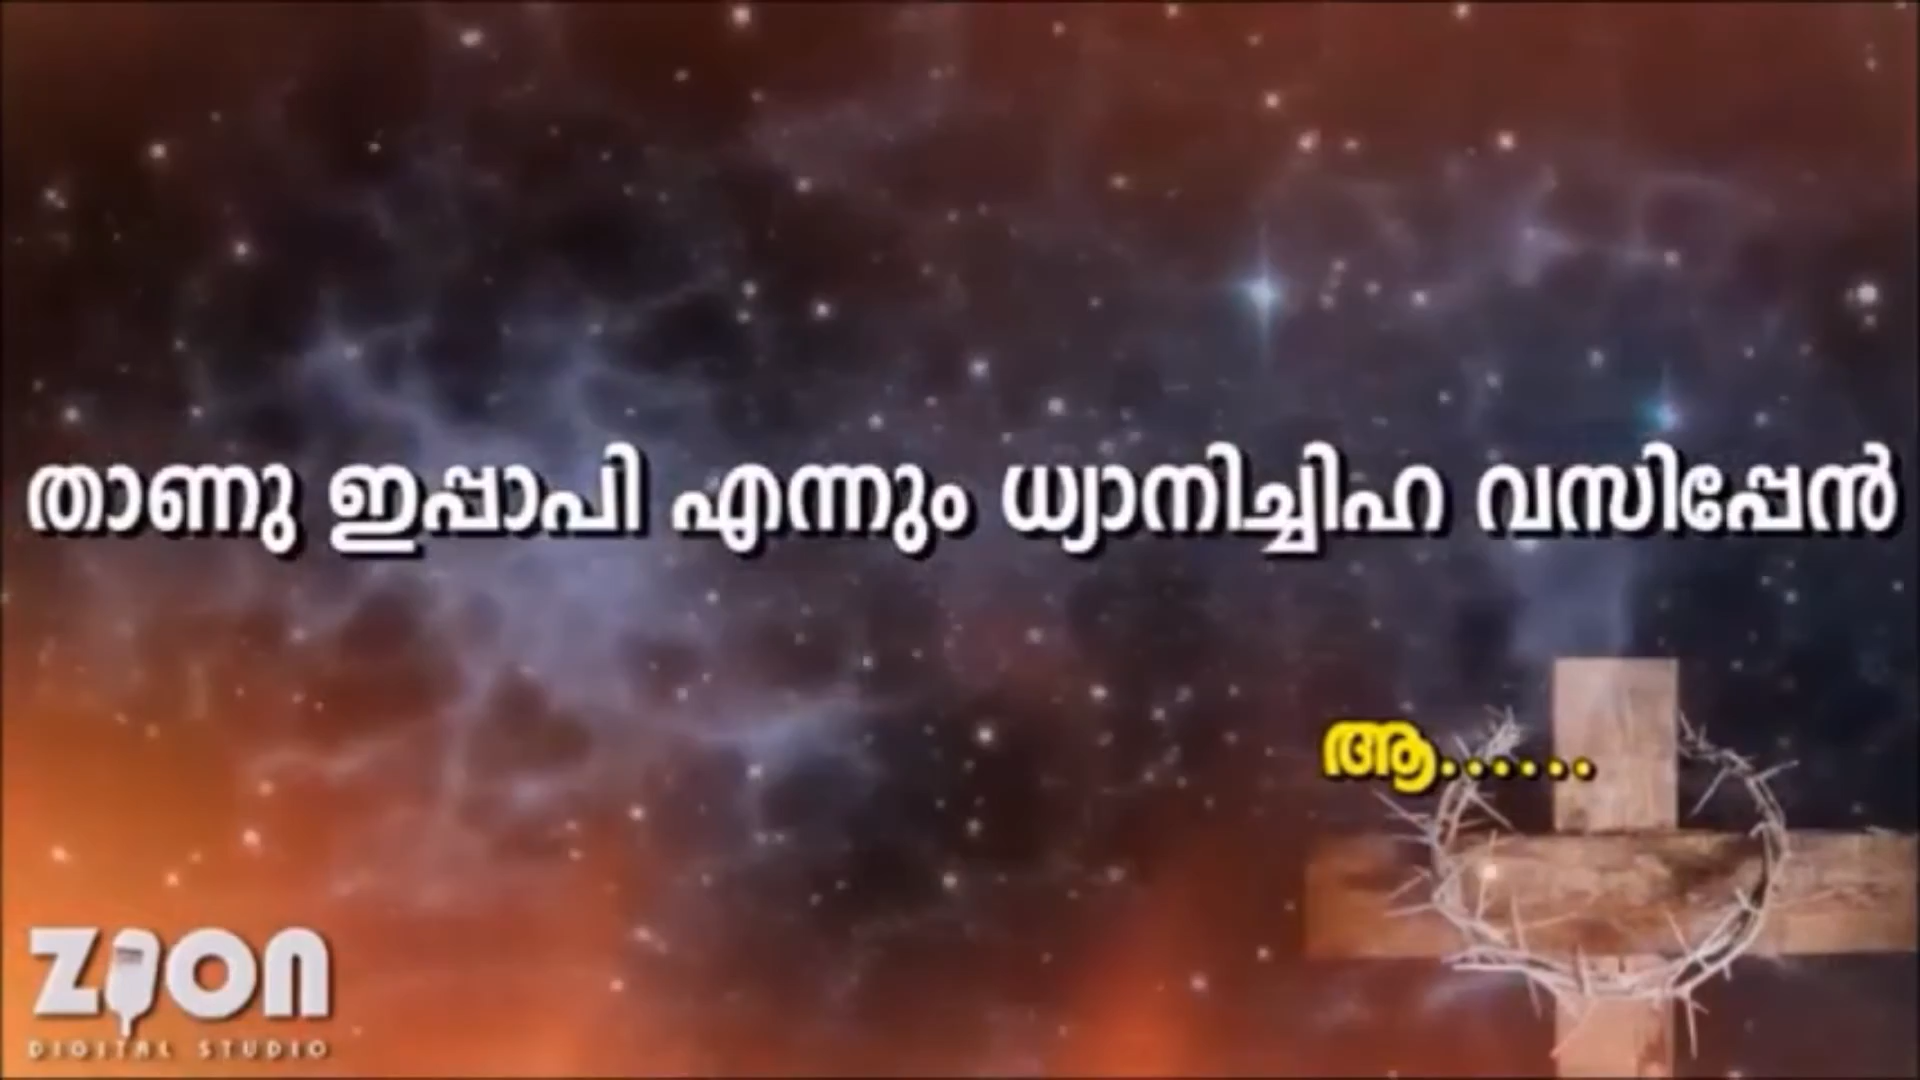 താണു ഇപ്പാപി എന്നും ധ്യാനിച്ചിഹ വസിപ്പേൻ
ആ......
ZION
DIGITAL STUDIO